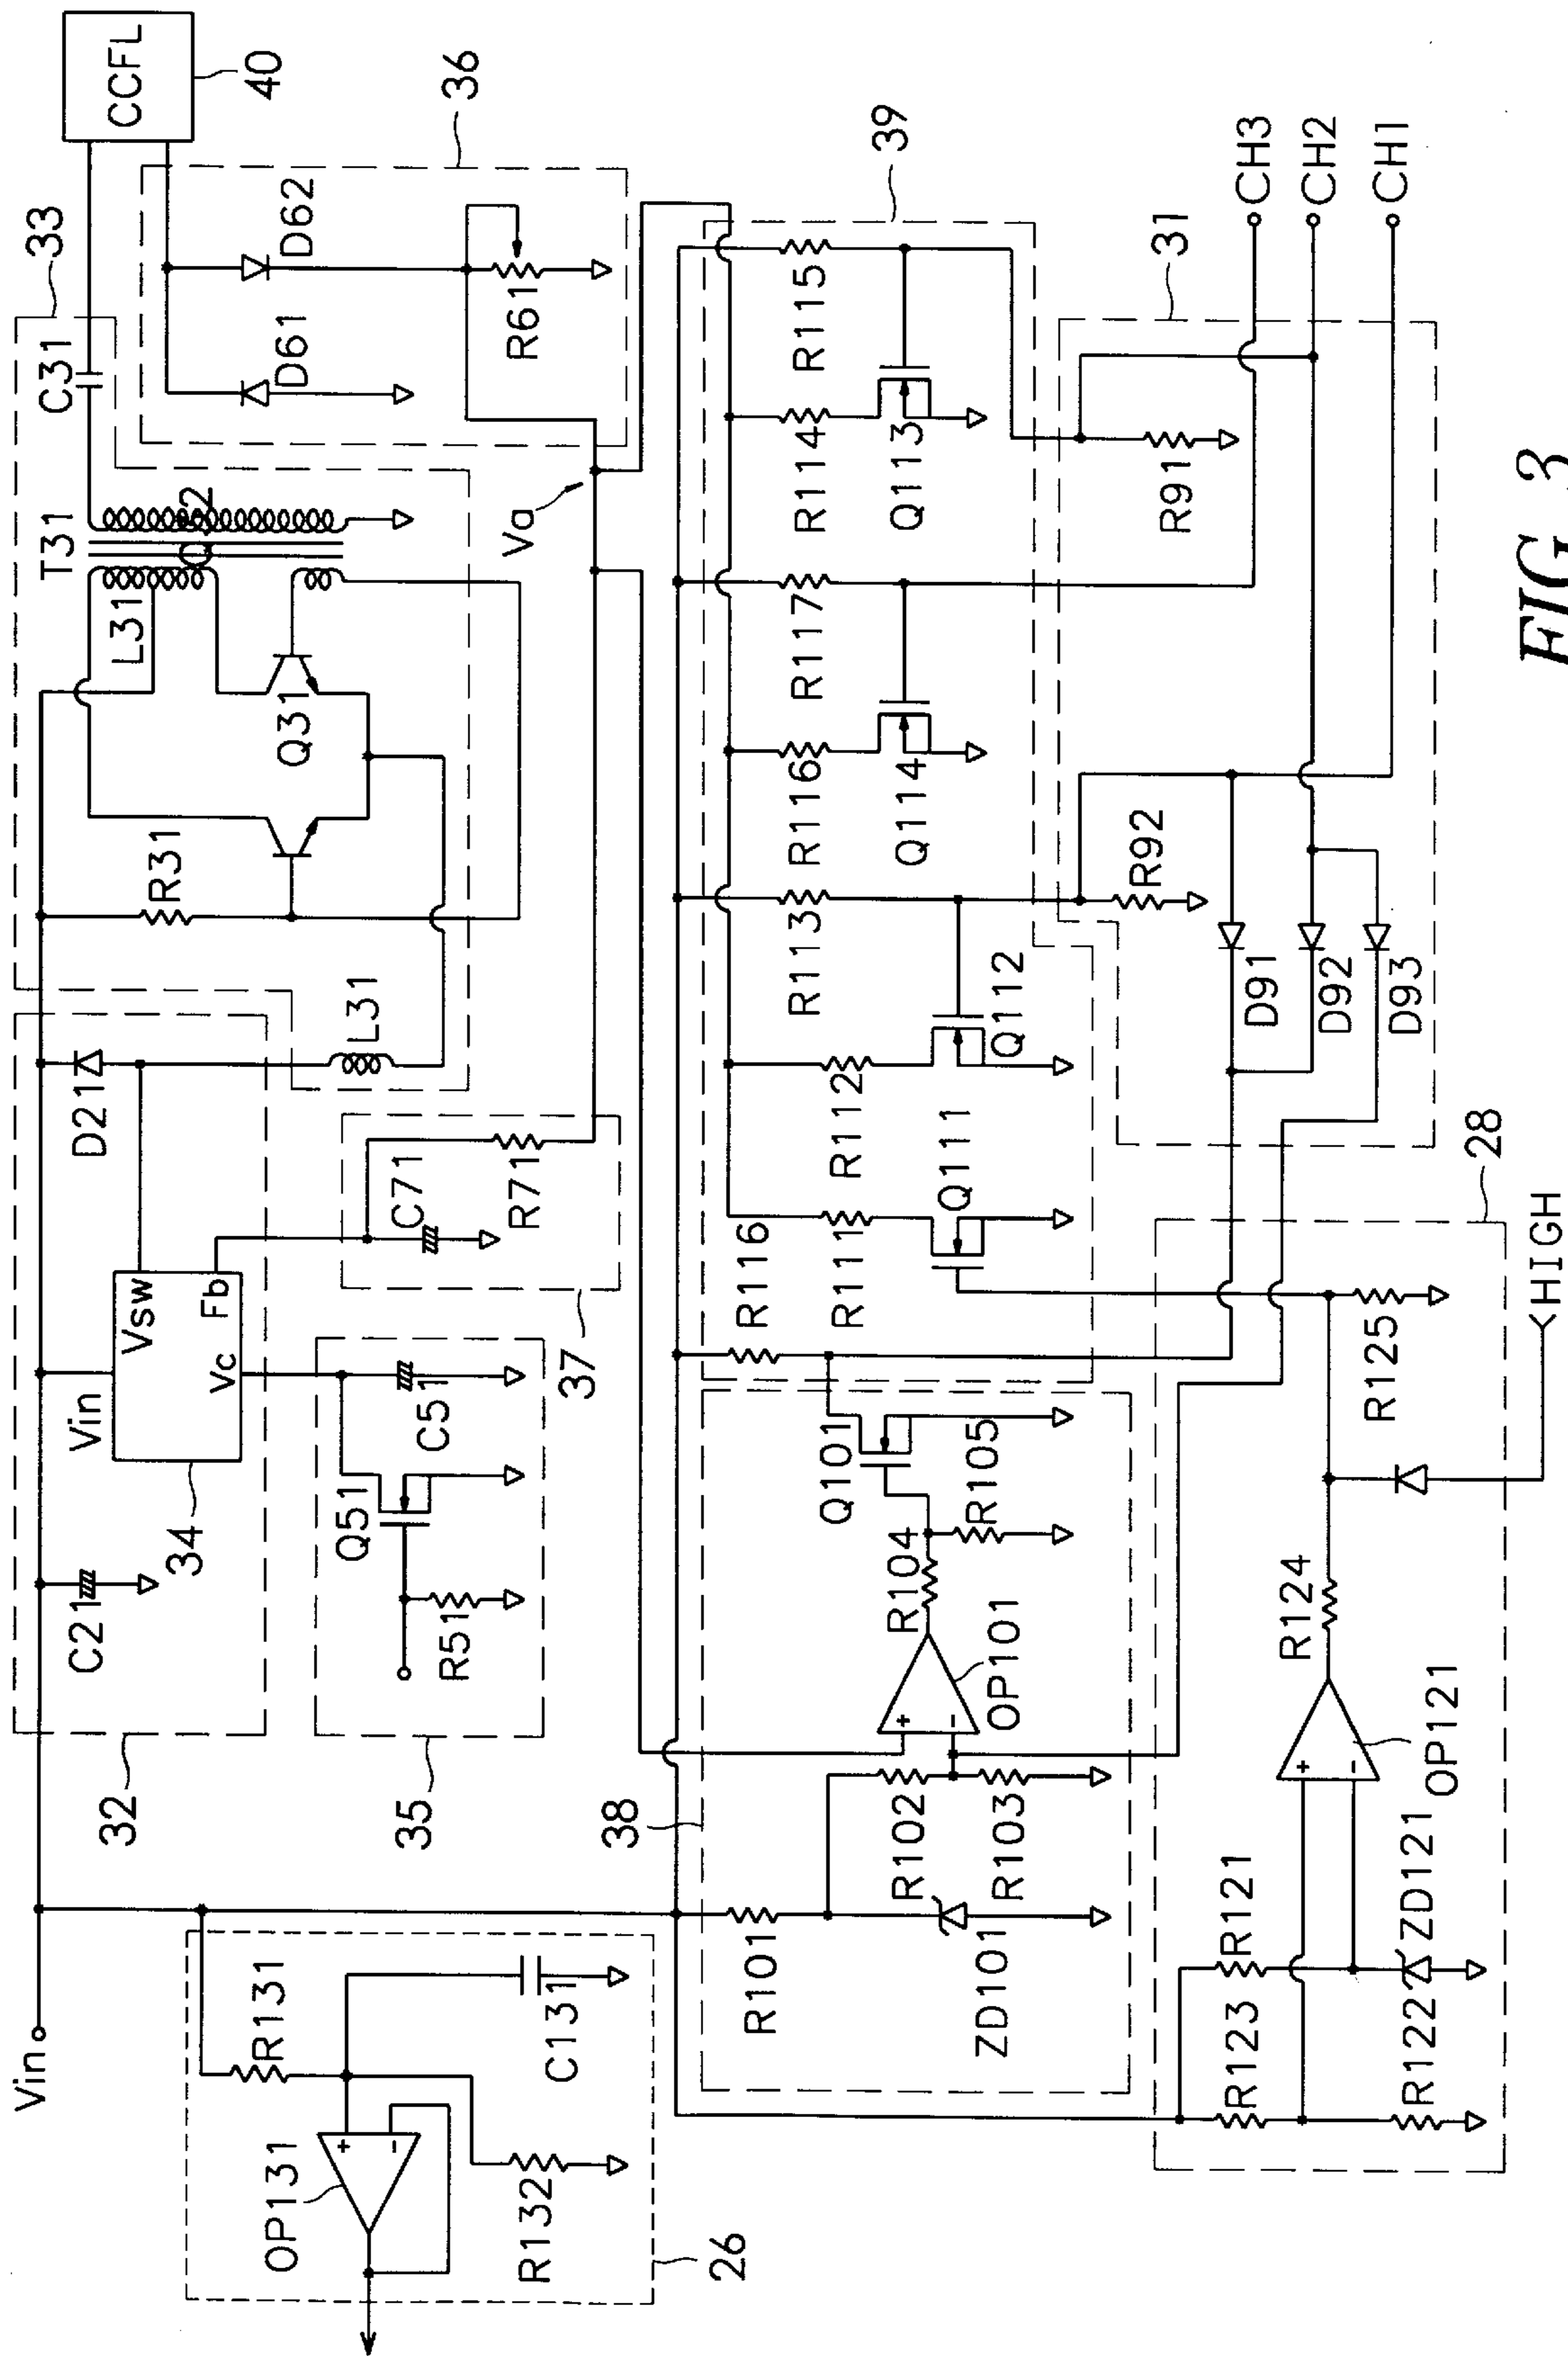 Vin
C21
34
32
Vin
Vsw
Fb
Vc
D21
L31
R31
Q31
L31
T31
C31
33
CCFL
40
D62
D61
R61
36
Va
Q51
R51
C51
35
C71
R71
37
R131
C131
OP131
R132
26
38
R101
ZD101
R102
R103
+
-
OP101
R104
R105
Q101
R116
R111
Q111
R112
Q112
R113
R116
Q114
R117
R114
Q113
R115
39
R91
R92
D91
D92
D93
31
CH3
CH2
CH1
28
R123
R121
R122
ZD121
+
-
OP121
R124
R125
HIGH
+
-
FIG. 3